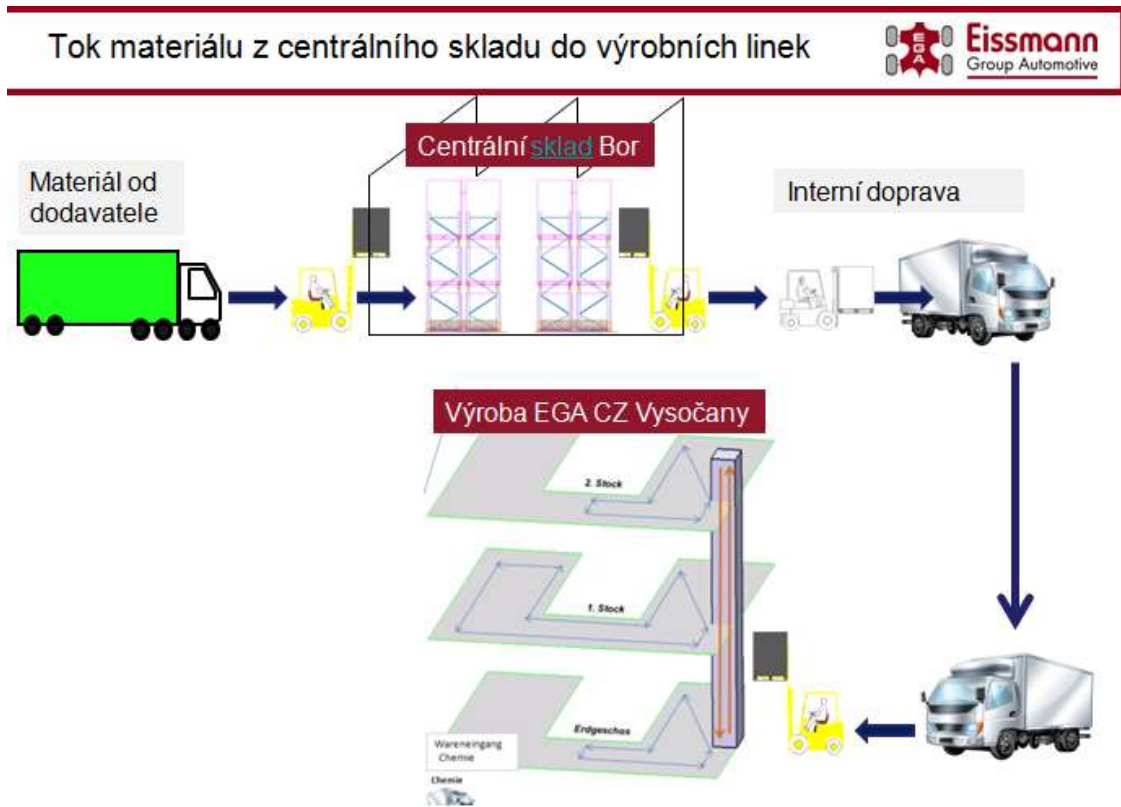 Tok materiálu z centrálního skladu do výrobních linek
EGA
Eissmann
Group Automotive
Centrální sklad Bor
Materiál od
dodavatele
Interní doprava
Výroba EGA CZ Vysočany
2. Stock
1. Stock
Erdgeschos
Wareneingang
Chemie
Chemie